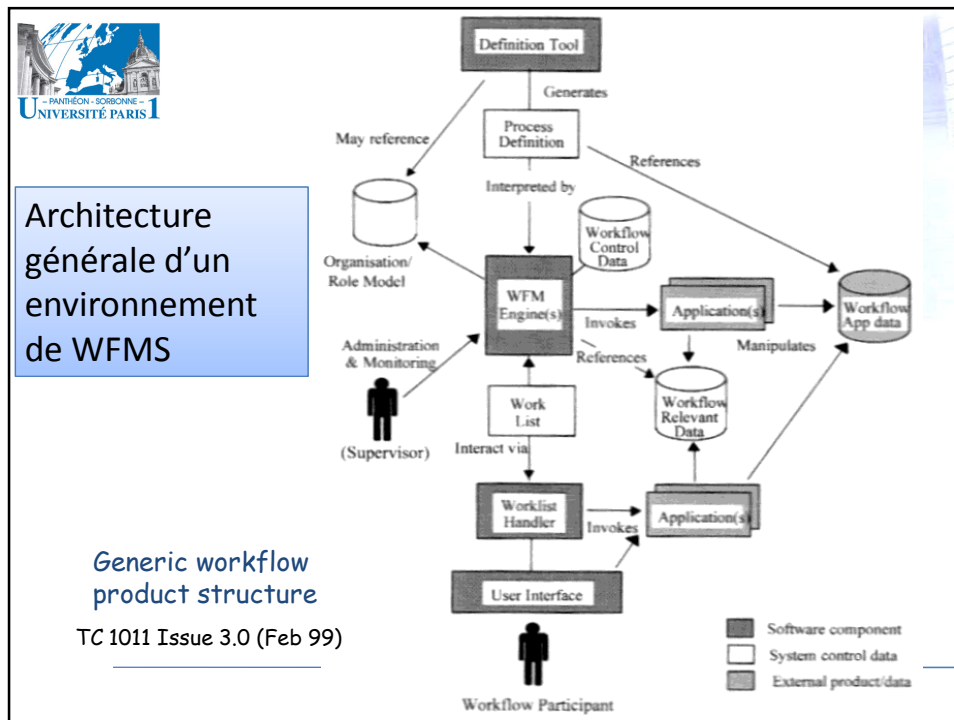 – PANTHÉON - SORBONNE –
UNIVERSITÉ PARIS 1
Architecture
générale d’un
environnement
de WFMS
Generic workflow
product structure
TC 1011 Issue 3.0 (Feb 99)
Definition Tool
Generates
May reference
Process
Definition
References
Interpreted by
Workflow
Control
Data
Organisation/
Role Model
WFM
Engine(s)
Invokes
Application(s)
Workflow
App data
Manipulates
References
Administration
& Monitoring
Workflow
Relevant
Data
Work
List
(Supervisor)
Interact via
Worklist
Handler
Invokes
Application(s)
User Interface
Workflow Participant
Software component
System control data
External product/data